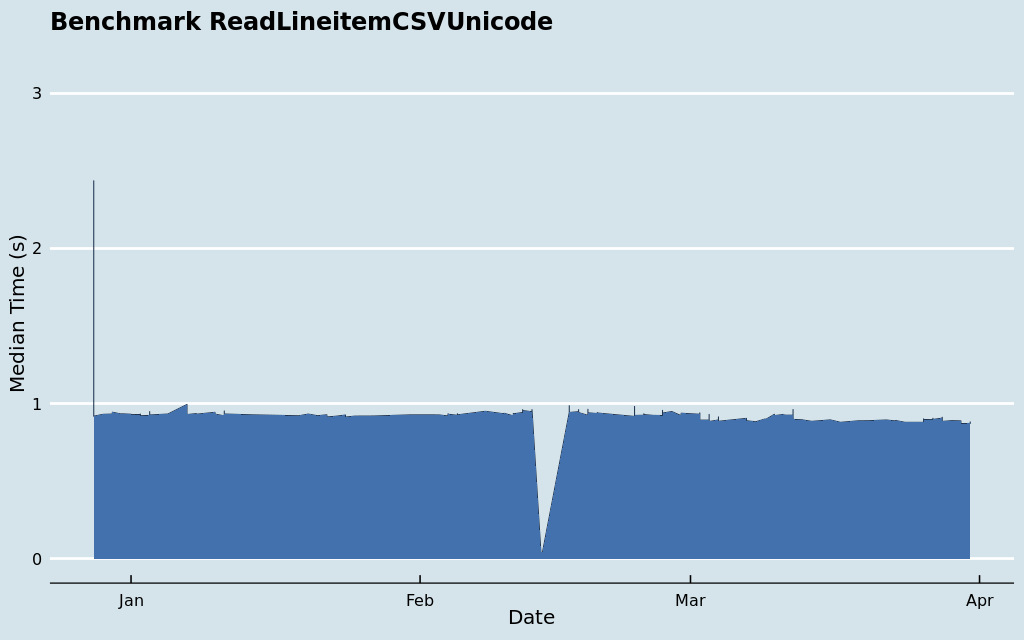 Benchmark ReadLineitemCSVUnicode
3
2
1
0
Median Time (s)
Jan Feb Mar Apr
Date